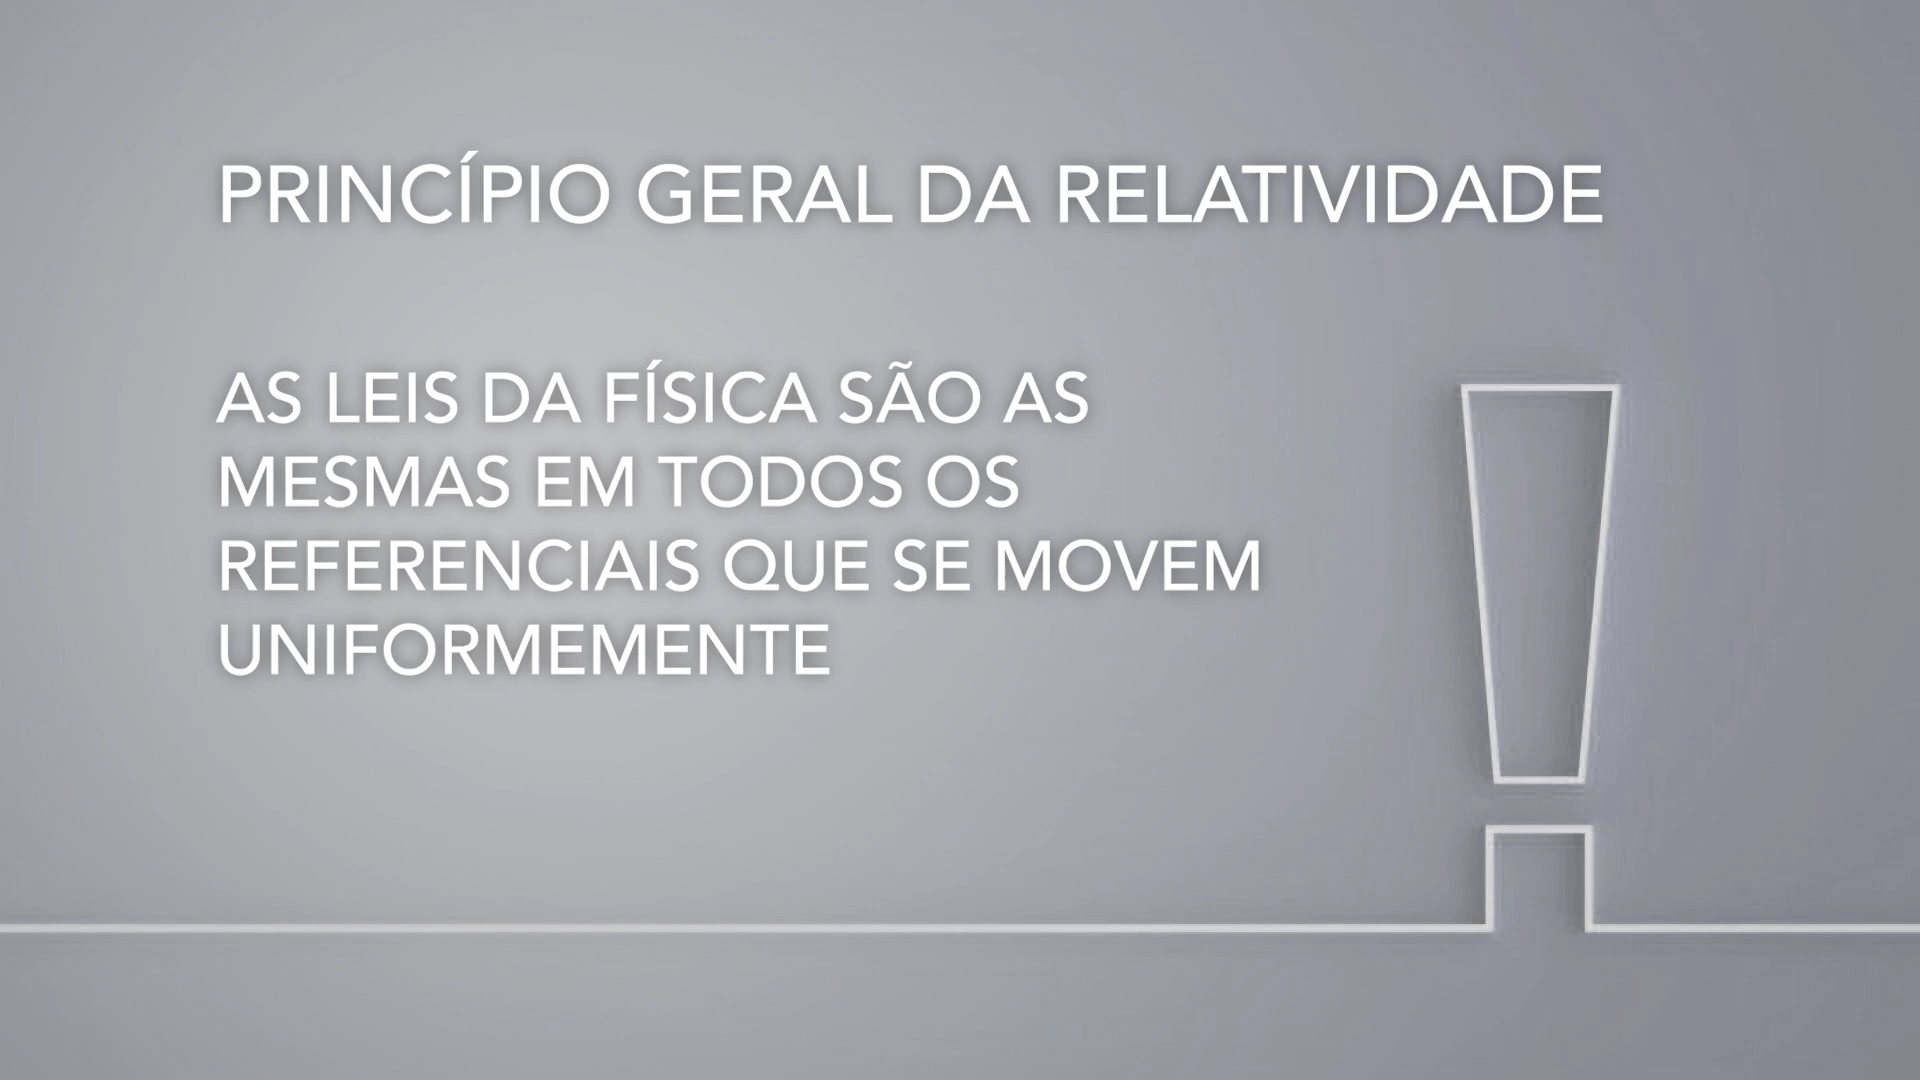 PRINCÍPIO GERAL DA RELATIVIDADE
AS LEIS DA FÍSICA SÃO AS
MESMAS EM TODOS OS
REFERENCIAIS QUE SE MOVEM
UNIFORMEMENTE